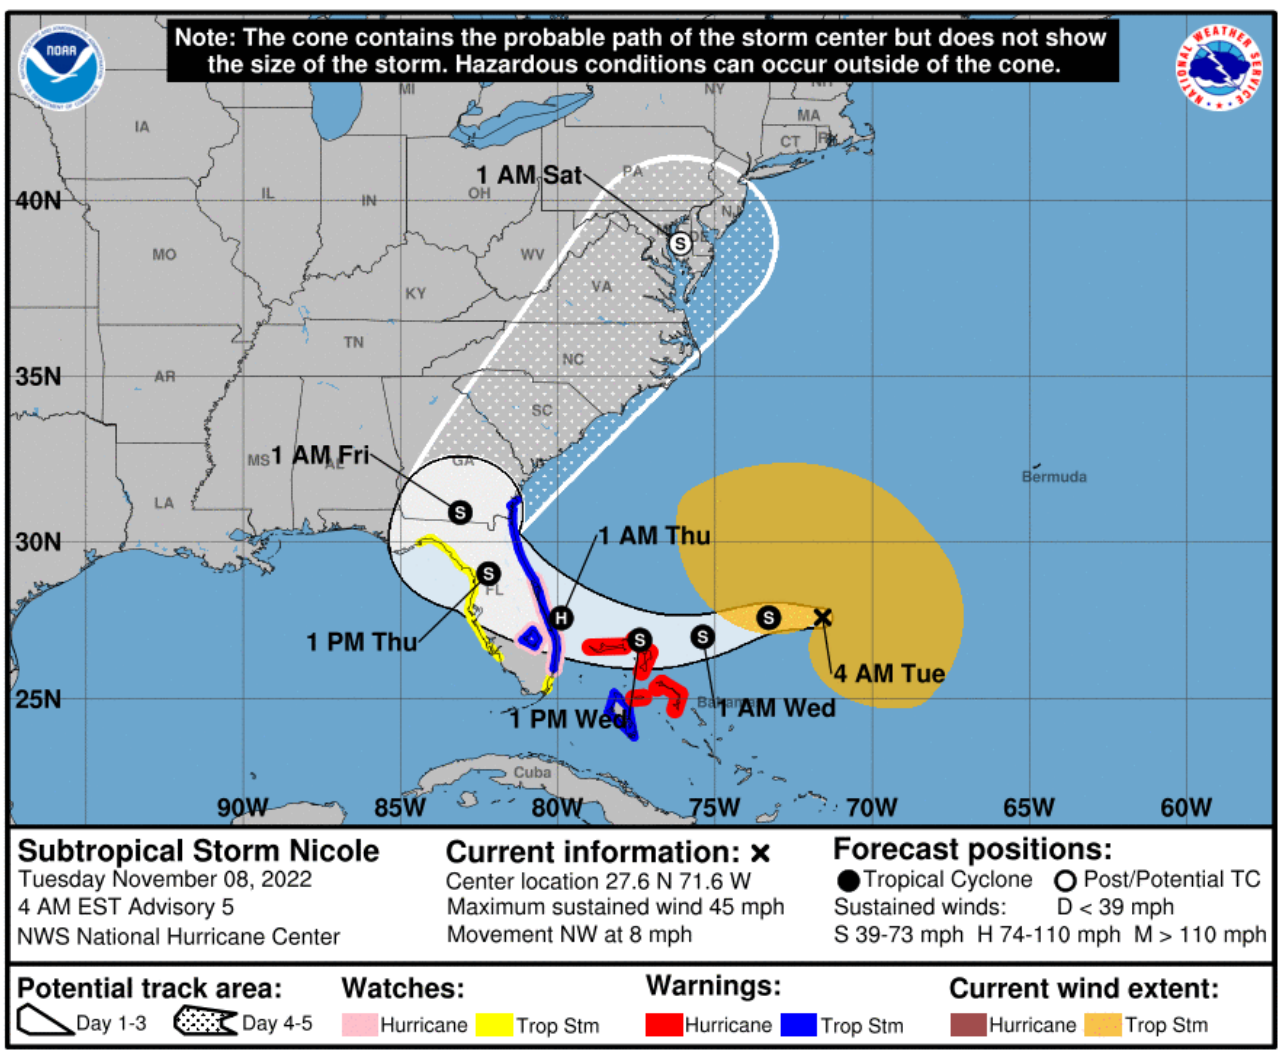 Note: The cone contains the probable path of the storm center but does not show
the size of the storm. Hazardous conditions can occur outside of the cone.
NOAA
NATIONAL WEATHER SERVICE
MI
NY
NH
IA
MA
CT
RI
1 AM Sat
PA
40N
IL
IN
OH
NJ
DE
MO
WV
VA
KY
TN
NC
35N
AR
SC
MS
1 AM Fri
AL
GA
Bermuda
LA
30N
1 AM Thu
S
S
FL
H
S
S
S
S
1 PM Thu
4 AM Tue
25N
Bahamas
1 AM Wed
1 PM Wed
Cuba
90W
85W
80W
75W
70W
65W
60W
Subtropical Storm Nicole
Tuesday November 08, 2022
4 AM EST Advisory 5
NWS National Hurricane Center
Current information: x
Center location 27.6 N 71.6 W
Maximum sustained wind 45 mph
Movement NW at 8 mph
Forecast positions:
Tropical Cyclone Post/Potential TC
Sustained winds: D < 39 mph
S 39-73 mph H 74-110 mph M > 110 mph
Potential track area:
Day 1-3 Day 4-5
Watches:
Hurricane Trop Stm
Warnings:
Hurricane Trop Stm
Current wind extent:
Hurricane Trop Stm